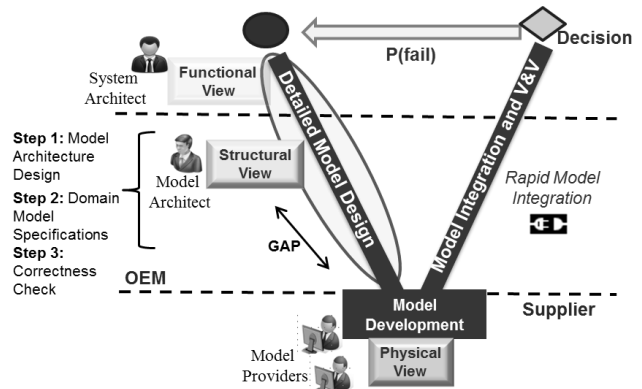 Decision
P(fail)
System
Architect
Functional
View
Detailed Model Design
Model Integration and V&V
Step 1: Model
Architecture
Design
Step 2: Domain
Model
Specifications
Step 3:
Correctness
Check
Structural
View
Model
Architect
Rapid Model
Integration
GAP
OEM
Model
Development
Supplier
Physical
View
Model
Providers